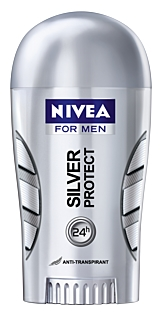 NIVEA
FOR MEN
SILVER
PROTECT
24h
ANTI-TRANSPIRANT